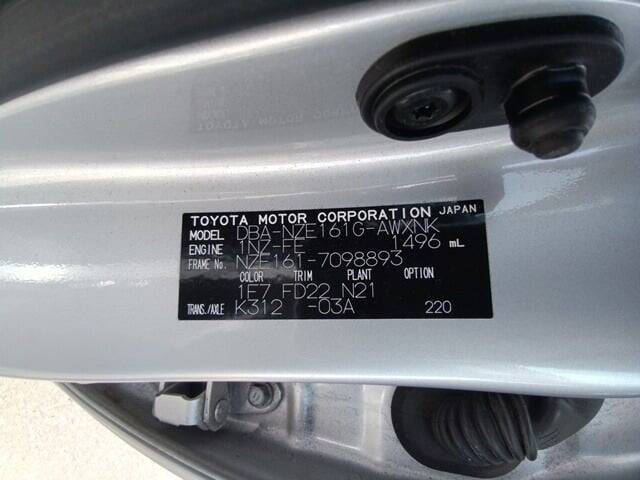 TOYOTA MOTOR CORPORATION JAPAN
MODEL DBA-NZE161G-AWXNK
ENGINE 1NZ-FE 1496 mL
FRAME No. NZE161-7098893
COLOR TRIM PLANT OPTION
1E7 FD22 N21
TRANS./AXLE K312 -03A 220